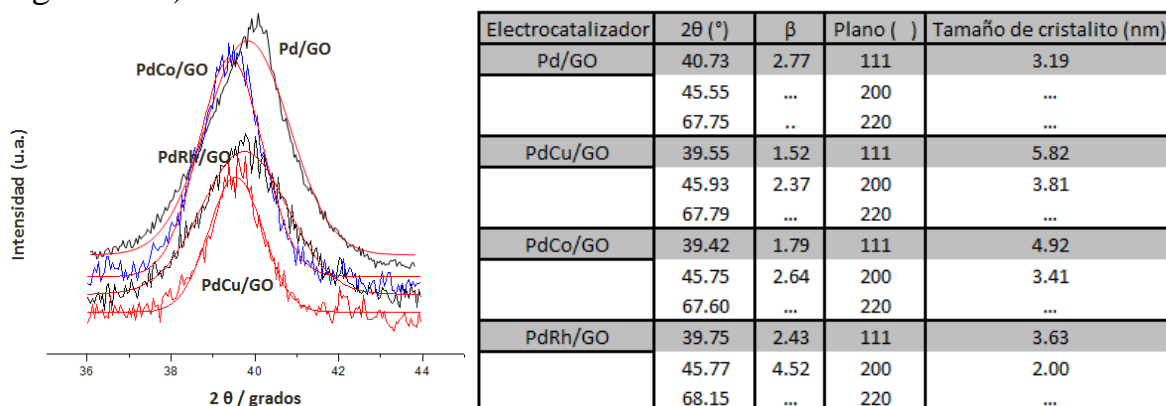 Pd/GO
PdCo/GO
PdRh/GO
PdCu/GO
Intensidad (u.a.)
36 38 40 42 44
2 θ / grados
Electrocatalizador 2θ (°) β Plano ( ) Tamaño de cristalito (nm)
Pd/GO 40.73 2.77 111 3.19
45.55 ... 200 ...
67.75 .. 220 ...
PdCu/GO 39.55 1.52 111 5.82
45.93 2.37 200 3.81
67.79 ... 220 ...
PdCo/GO 39.42 1.79 111 4.92
45.75 2.64 200 3.41
67.60 ... 220 ...
PdRh/GO 39.75 2.43 111 3.63
45.77 4.52 200 2.00
68.15 ... 220 ...